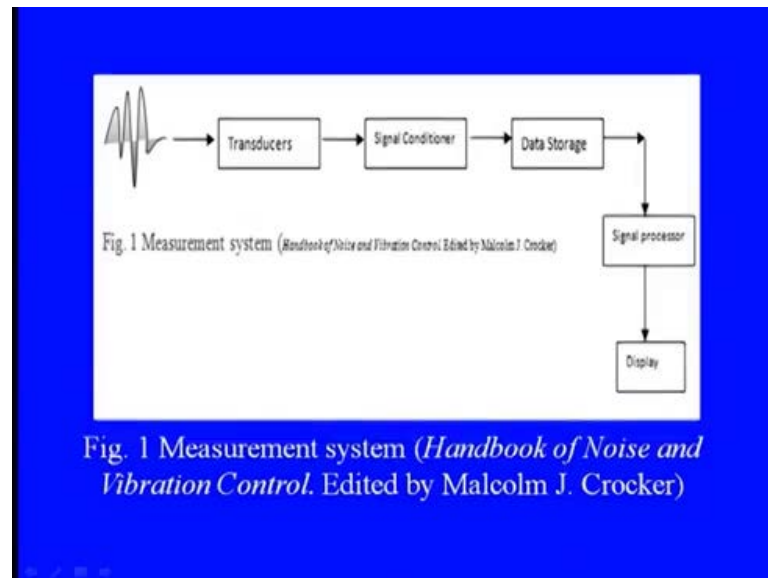 Transducers
Signal Conditioner
Data Storage
Signal processor
Display
Fig. 1 Measurement system (Handbook of Noise and Vibration Control. Edited by Malcolm J. Crocker)
Fig. 1 Measurement system (Handbook of Noise and
Vibration Control. Edited by Malcolm J. Crocker)